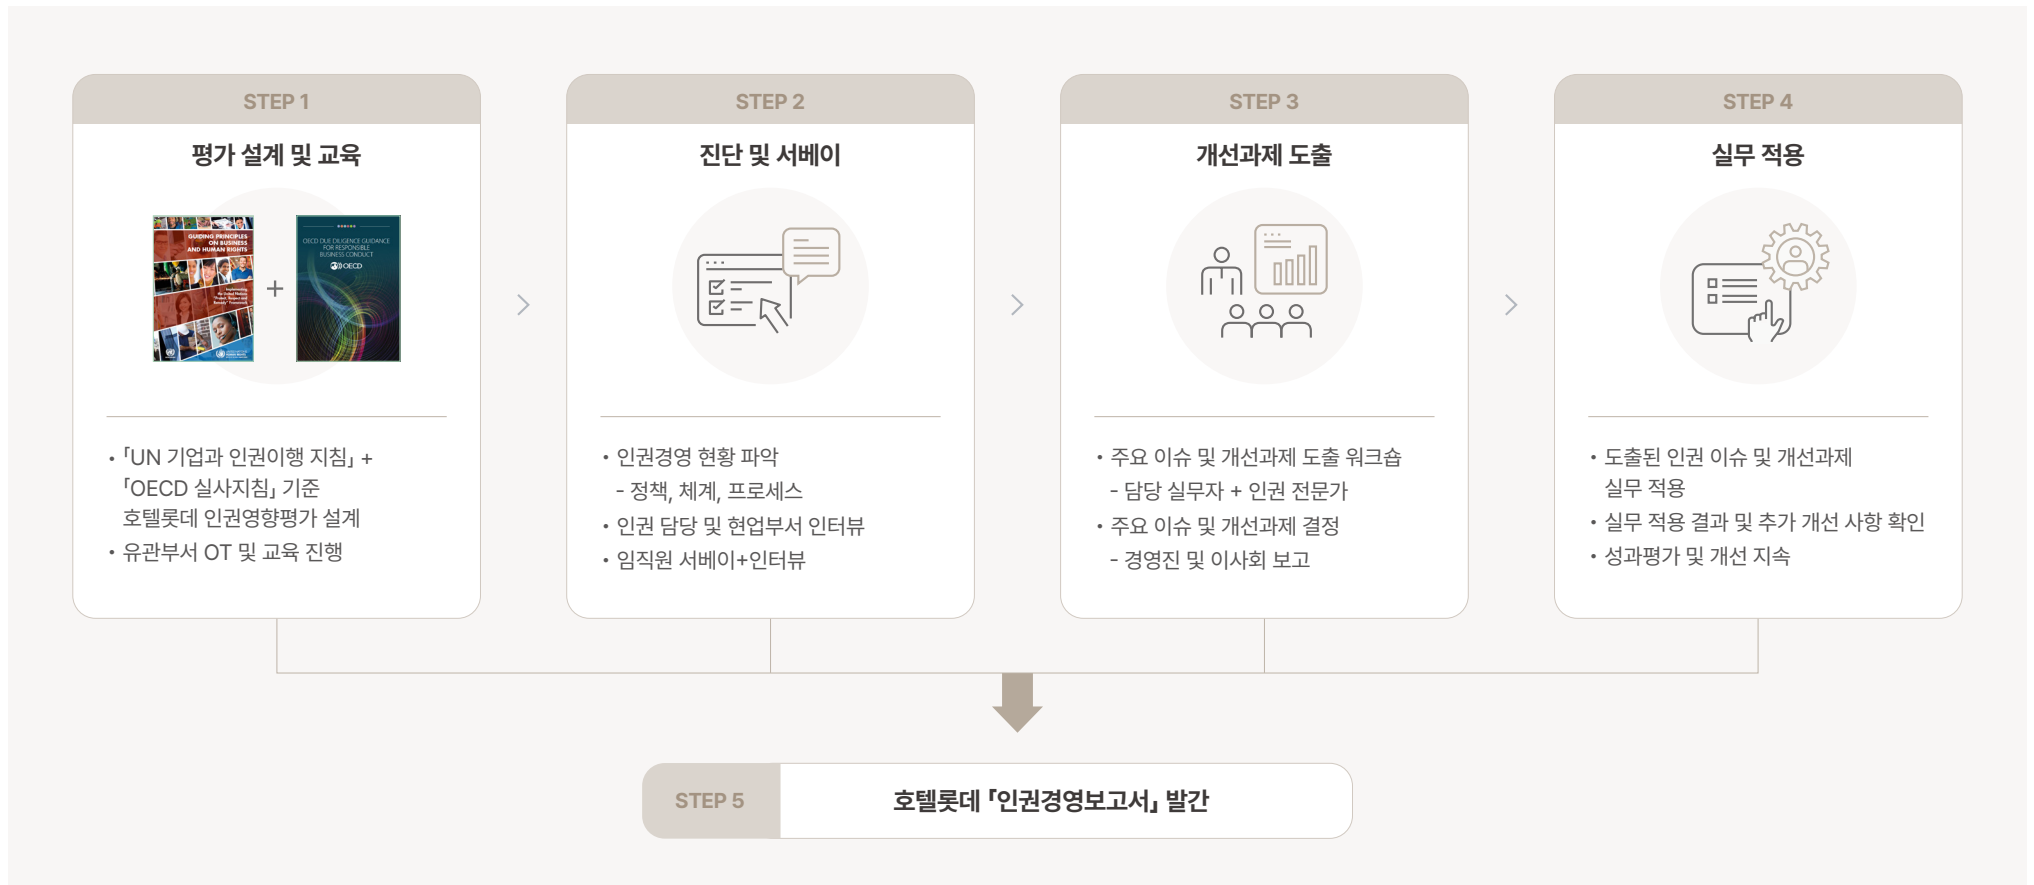 STEP 1
평가 설계 및 교육
GUIDING PRINCIPLES
ON BUSINESS
AND HUMAN RIGHTS
Implementing
the United Nations
"Protect, Respect and
Remedy" Framework
+
OECD DUE DILIGENCE GUIDANCE
FOR RESPONSIBLE
BUSINESS CONDUCT
OECD
• 「UN 기업과 인권이행 지침」 +
「OECD 실사지침」 기준
호텔롯데 인권영향평가 설계
• 유관부서 OT 및 교육 진행
STEP 2
진단 및 서베이
• 인권경영 현황 파악
- 정책, 체계, 프로세스
• 인권 담당 및 현업부서 인터뷰
• 임직원 서베이+인터뷰
STEP 3
개선과제 도출
• 주요 이슈 및 개선과제 도출 워크숍
- 담당 실무자 + 인권 전문가
• 주요 이슈 및 개선과제 결정
- 경영진 및 이사회 보고
STEP 4
실무 적용
• 도출된 인권 이슈 및 개선과제
실무 적용
• 실무 적용 결과 및 추가 개선 사항 확인
• 성과평가 및 개선 지속
STEP 5
호텔롯데 「인권경영보고서」 발간